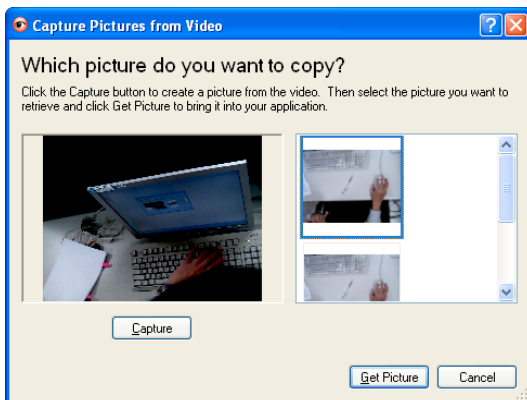 Capture Pictures from Video
Which picture do you want to copy?
Click the Capture button to create a picture from the video. Then select the picture you want to
retrieve and click Get Picture to bring it into your application.
Capture
Get Picture
Cancel